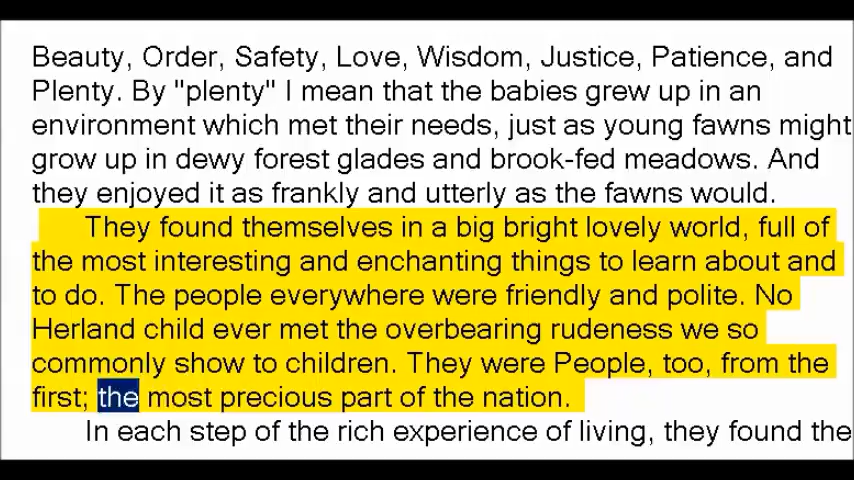 Beauty, Order, Safety, Love, Wisdom, Justice, Patience, and
Plenty. By "plenty" I mean that the babies grew up in an
environment which met their needs, just as young fawns might
grow up in dewy forest glades and brook-fed meadows. And
they enjoyed it as frankly and utterly as the fawns would.
They found themselves in a big bright lovely world, full of
the most interesting and enchanting things to learn about and
to do. The people everywhere were friendly and polite. No
Herland child ever met the overbearing rudeness we so
commonly show to children. They were People, too, from the
first; the most precious part of the nation.
In each step of the rich experience of living, they found the